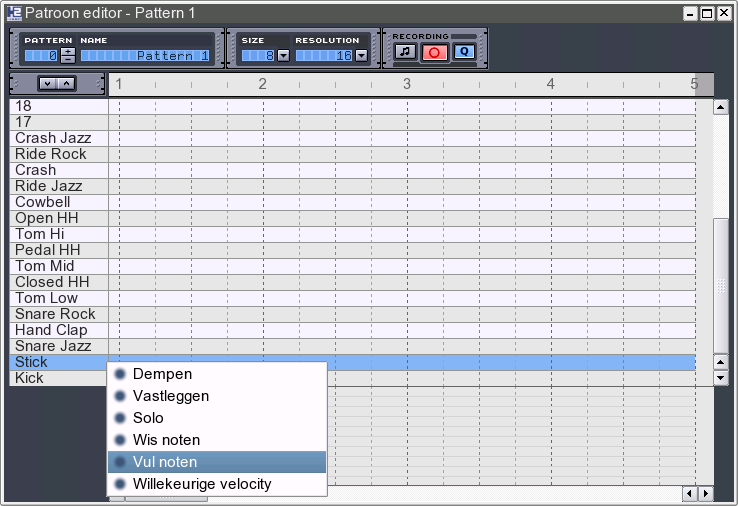 Patroon editor - Pattern 1
PATTERN NAME SIZE RESOLUTION RECORDING
0 Pattern 1 8 16 Q
1 2 3 4 5
18
17
Crash Jazz
Ride Rock
Crash
Ride Jazz
Cowbell
Open HH
Tom Hi
Pedal HH
Tom Mid
Closed HH
Tom Low
Snare Rock
Hand Clap
Snare Jazz
Stick
Kick
Dempen
Vastleggen
Solo
Wis noten
Vul noten
Willekeurige velocity